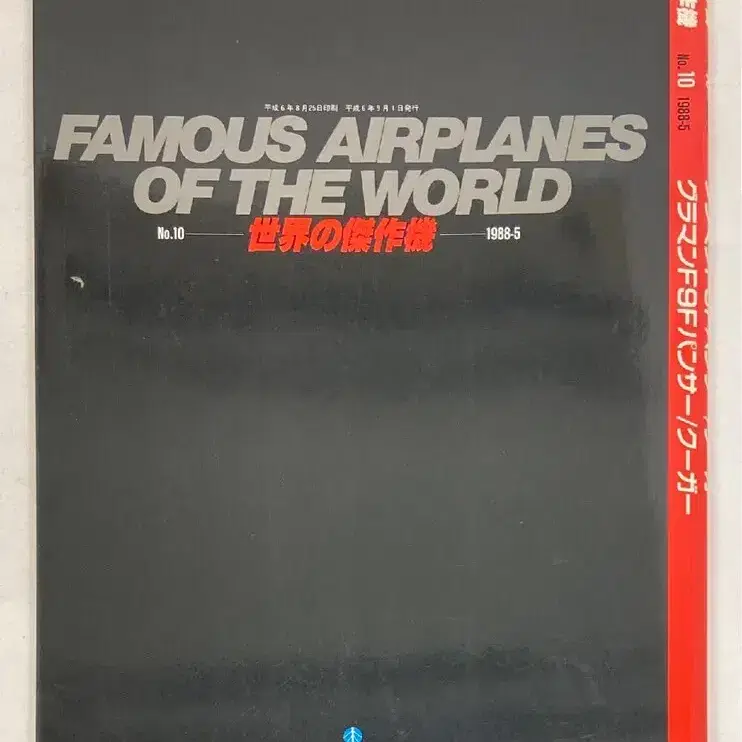 平成6年8月25日印刷 平成6年9月1日発行
FAMOUS AIRPLANES
OF THE WORLD
No.10 世界の傑作機 1988-5
No.10 1988-5 グラマンF9Fパンサー/クーガー